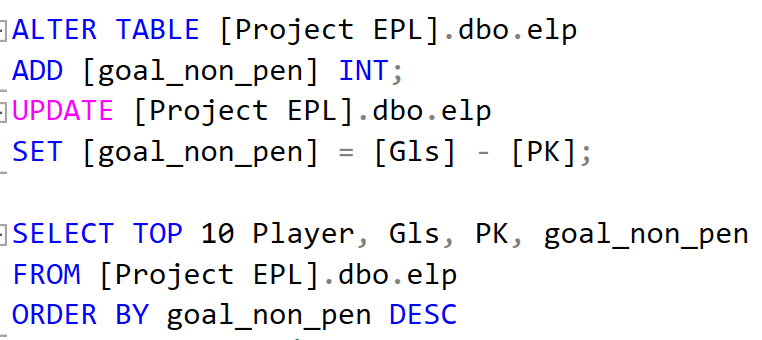 ALTER TABLE [Project EPL].dbo.elp
ADD [goal_non_pen] INT;
UPDATE [Project EPL].dbo.elp
SET [goal_non_pen] = [Gls] - [PK];
SELECT TOP 10 Player, Gls, PK, goal_non_pen
FROM [Project EPL].dbo.elp
ORDER BY goal_non_pen DESC